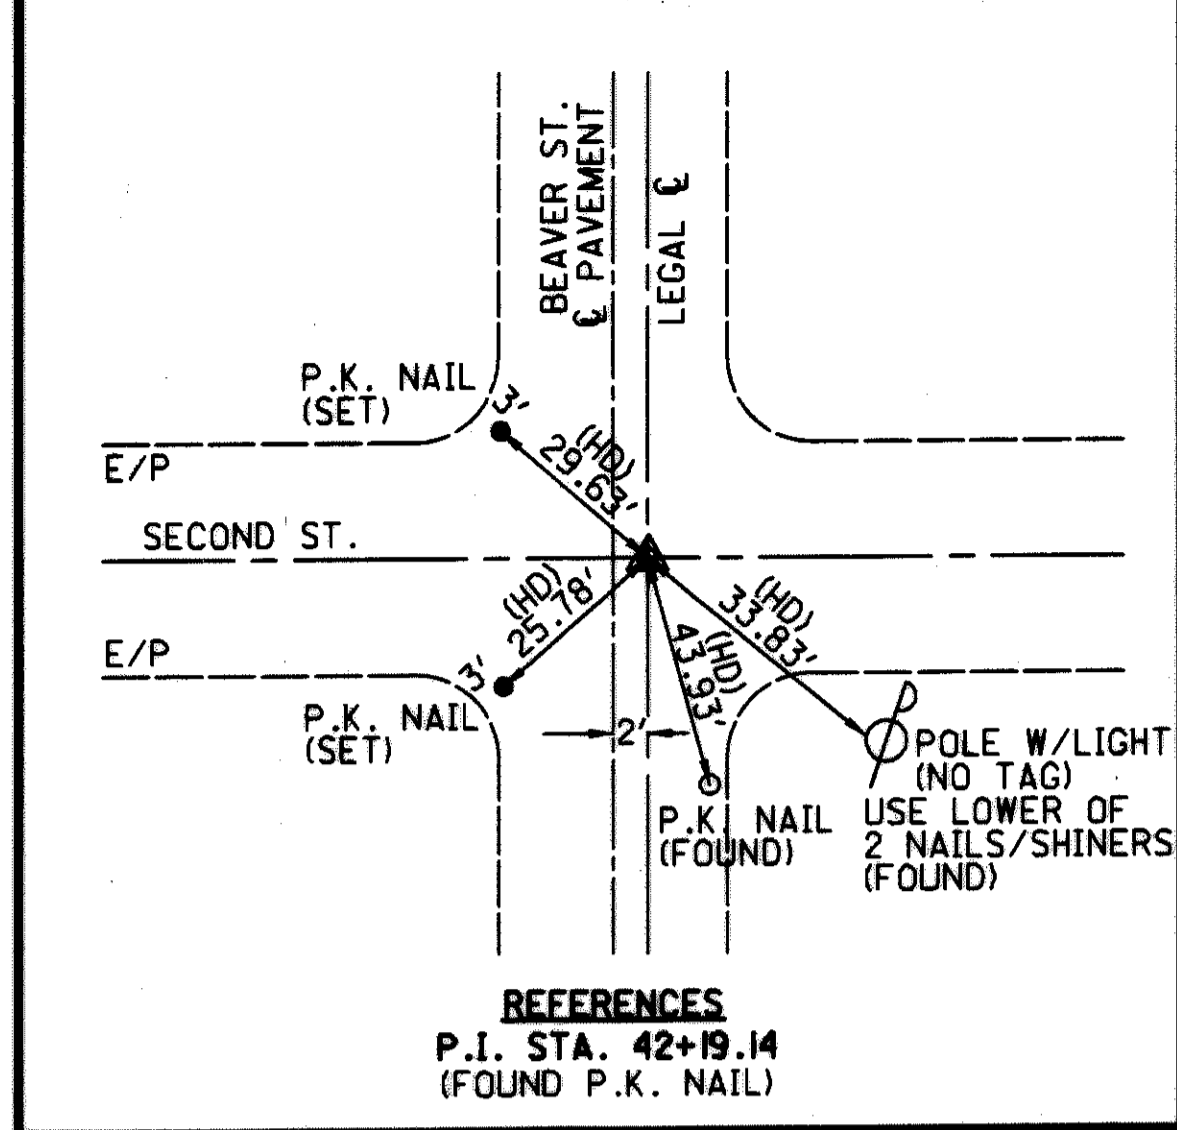 BEAVER ST.
℄ PAVEMENT
LEGAL ℄
P.K. NAIL
(SET)
3'
(HD)
29.63'
E/P
SECOND ST.
(HD)
25.78'
(HD)
33.83'
(HD)
43.93'
E/P
3'
P.K. NAIL
(SET)
2'
POLE W/LIGHT
(NO TAG)
USE LOWER OF
2 NAILS/SHINERS
(FOUND)
P.K. NAIL
(FOUND)
REFERENCES
P.I. STA. 42+19.14
(FOUND P.K. NAIL)